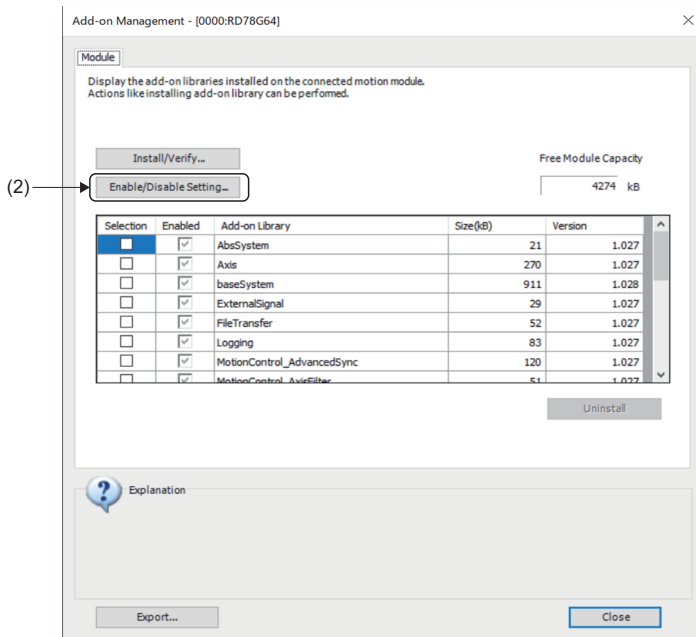 Add-on Management - [0000:RD78G64]
Module
Display the add-on libraries installed on the connected motion module.
Actions like installing add-on library can be performed.
Install/Verify...
Free Module Capacity
(2)
Enable/Disable Setting...
4274 kB
Selection Enabled Add-on Library Size(kB) Version
AbsSystem 21 1.027
Axis 270 1.027
baseSystem 911 1.028
ExternalSignal 29 1.027
FileTransfer 52 1.027
Logging 83 1.027
MotionControl_AdvancedSync 120 1.027
MotionControl_AxisFilter 51 1.027
Uninstall
Explanation
Export...
Close